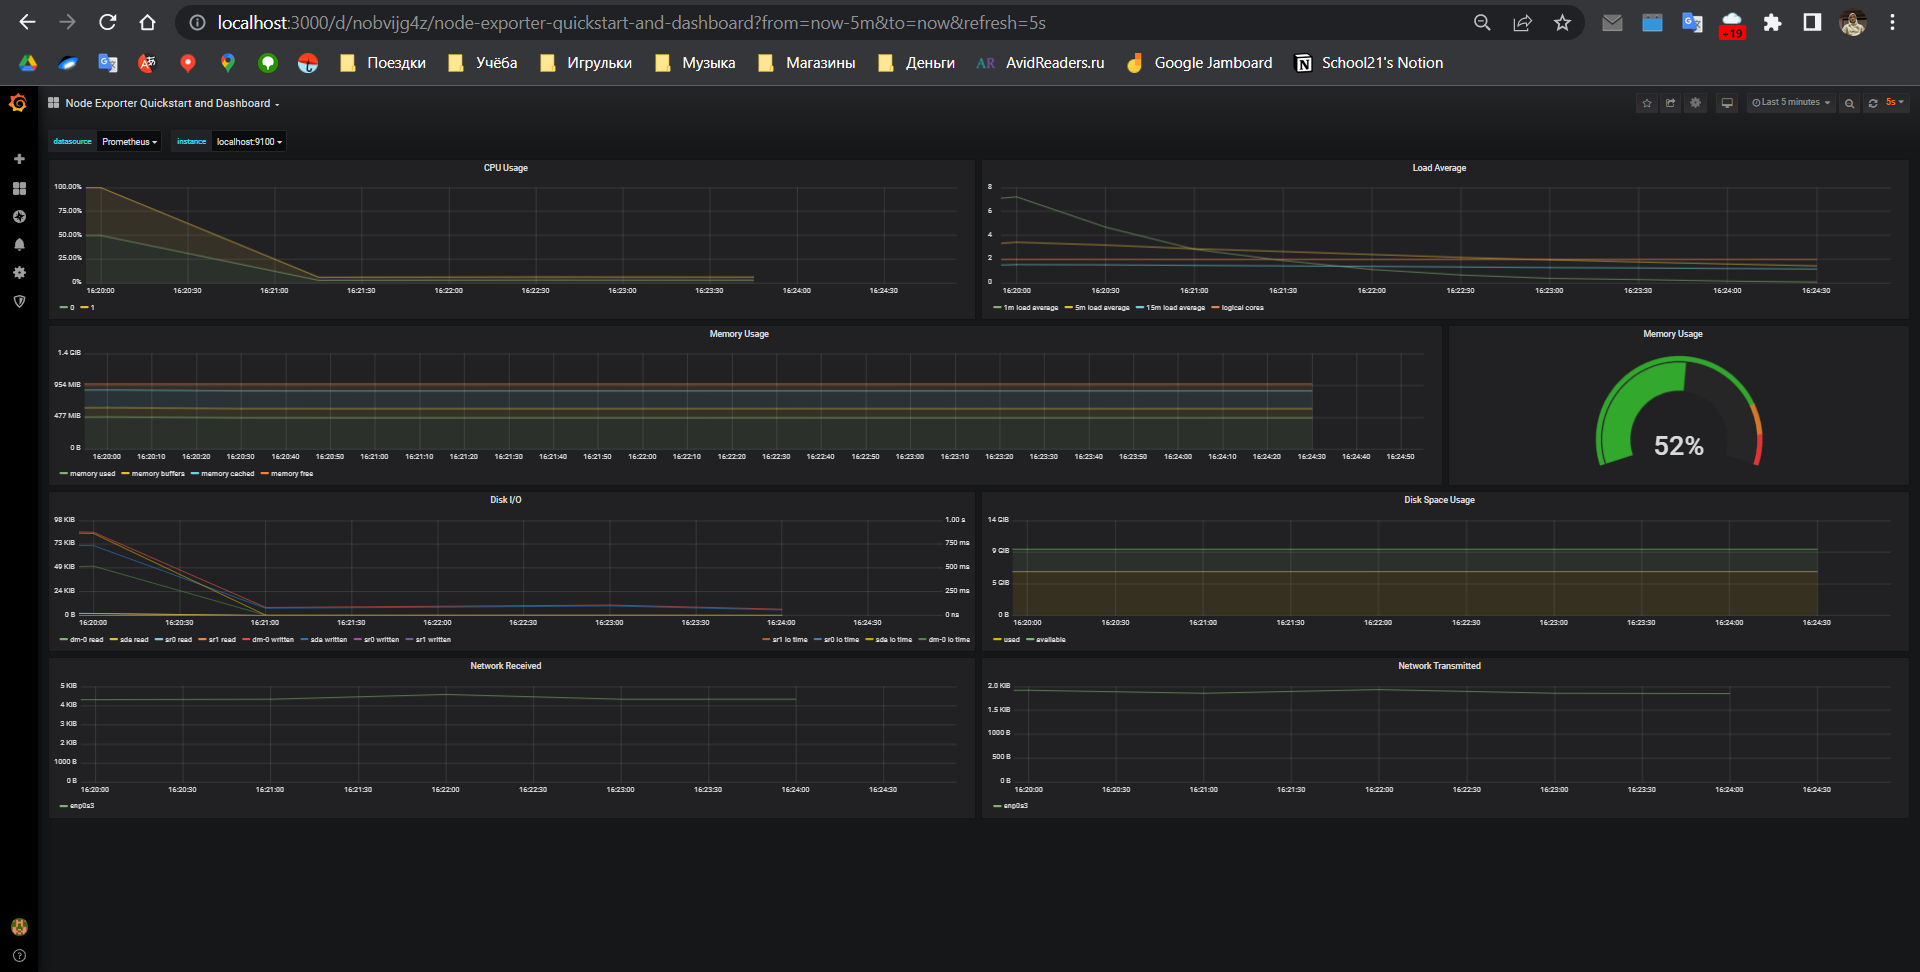 localhost:3000/d/nobvijg4z/node-exporter-quickstart-and-dashboard?from=now-5m&to=now&refresh=5s
+19
Поездки Учёба Игрульки Музыка Магазины Деньги AR AvidReaders.ru Google Jamboard School21's Notion
Node Exporter Quickstart and Dashboard
Last 5 minutes 5s
datasource Prometheus instance localhost:9100
CPU Usage
100.00%
75.00%
50.00%
25.00%
0%
16:20:00 16:20:30 16:21:00 16:21:30 16:22:00 16:22:30 16:23:00 16:23:30 16:24:00 16:24:30
0 1
Load Average
8
6
4
2
0
16:20:00 16:20:30 16:21:00 16:21:30 16:22:00 16:22:30 16:23:00 16:23:30 16:24:00 16:24:30
1m load average 5m load average 15m load average logical cores
Memory Usage
1.4 GiB
954 MiB
477 MiB
0 B
16:20:00 16:20:10 16:20:20 16:20:30 16:20:40 16:20:50 16:21:00 16:21:10 16:21:20 16:21:30 16:21:40 16:21:50 16:22:00 16:22:10 16:22:20 16:22:30 16:22:40 16:22:50 16:23:00 16:23:10 16:23:20 16:23:30 16:23:40 16:23:50 16:24:00 16:24:10 16:24:20 16:24:30 16:24:40 16:24:50
memory used memory buffers memory cached memory free
Memory Usage
52%
Disk I/O
98 KiB
73 KiB
49 KiB
24 KiB
0 B
1.00 s
750 ms
500 ms
250 ms
0 ns
16:20:00 16:20:30 16:21:00 16:21:30 16:22:00 16:22:30 16:23:00 16:23:30 16:24:00 16:24:30
dm-0 read sda read sr0 read sr1 read dm-0 written sda written sr0 written sr1 written
sr1 io time sr0 io time sda io time dm-0 io time
Disk Space Usage
14 GiB
9 GiB
5 GiB
0 B
16:20:00 16:20:30 16:21:00 16:21:30 16:22:00 16:22:30 16:23:00 16:23:30 16:24:00 16:24:30
used available
Network Received
5 KiB
4 KiB
3 KiB
2 KiB
1000 B
0 B
16:20:00 16:20:30 16:21:00 16:21:30 16:22:00 16:22:30 16:23:00 16:23:30 16:24:00 16:24:30
enp0s3
Network Transmitted
2.0 KiB
1.5 KiB
1000 B
500 B
0 B
16:20:00 16:20:30 16:21:00 16:21:30 16:22:00 16:22:30 16:23:00 16:23:30 16:24:00 16:24:30
enp0s3